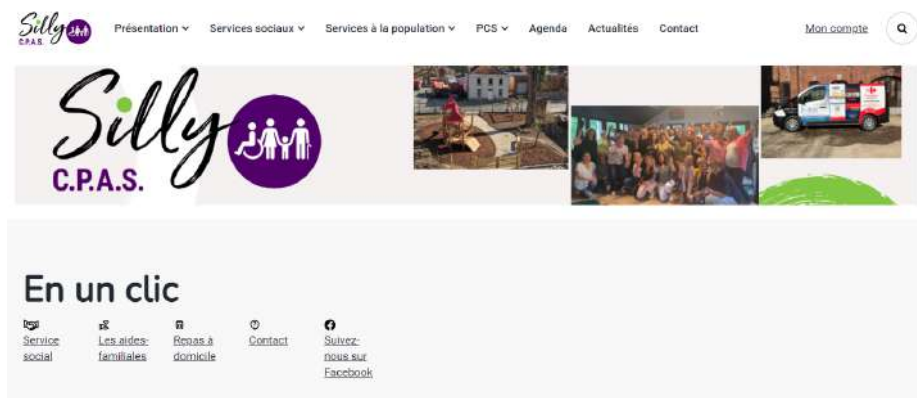 Silly
C.P.A.S.
Présentation
Services sociaux
Services à la population
PCS
Agenda
Actualités
Contact
Mon compte
Silly
C.P.A.S.
En un clic
Service
social
Les aides-
familiales
Repas à
domicile
Contact
Suivez-
nous sur
Facebook